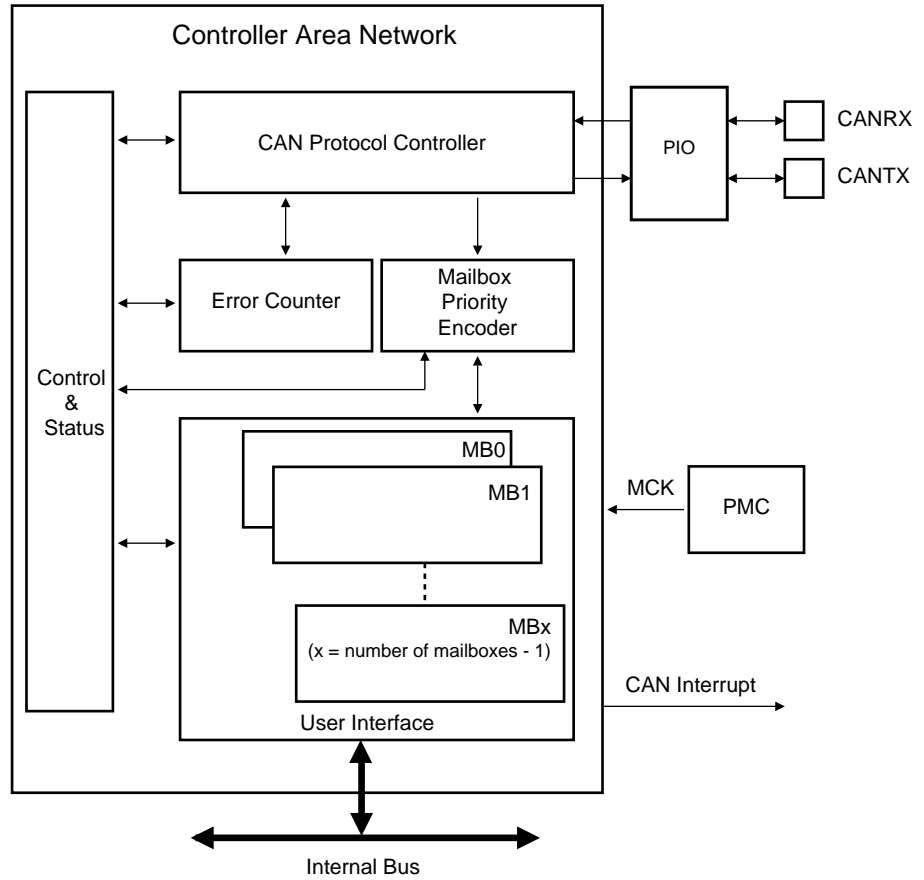 Controller Area Network
CAN Protocol Controller
PIO
CANRX
CANTX
Error Counter
Mailbox
Priority
Encoder
Control
&
Status
MB0
MB1
MCK
PMC
MBx
(x = number of mailboxes - 1)
CAN Interrupt
User Interface
Internal Bus